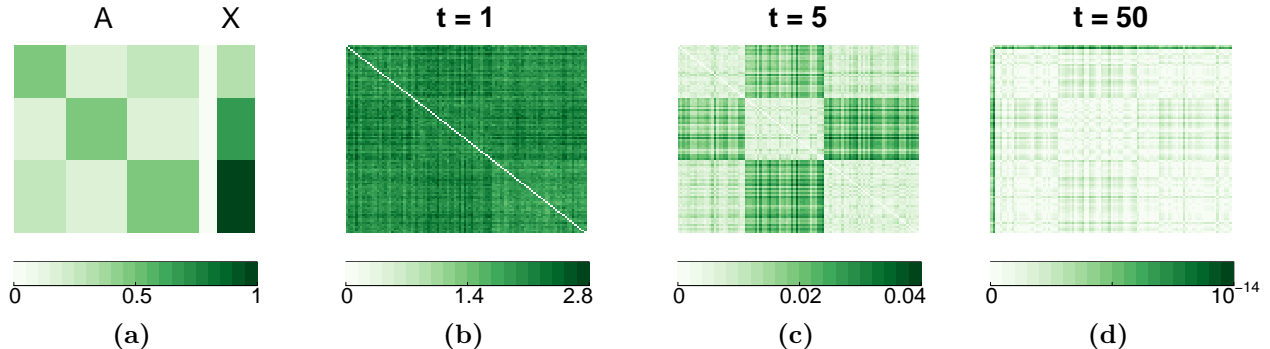 A X t = 1 t = 5 t = 50
0 0.5 1 0 1.4 2.8 0 0.02 0.04 0 10⁻¹⁴
(a) (b) (c) (d)